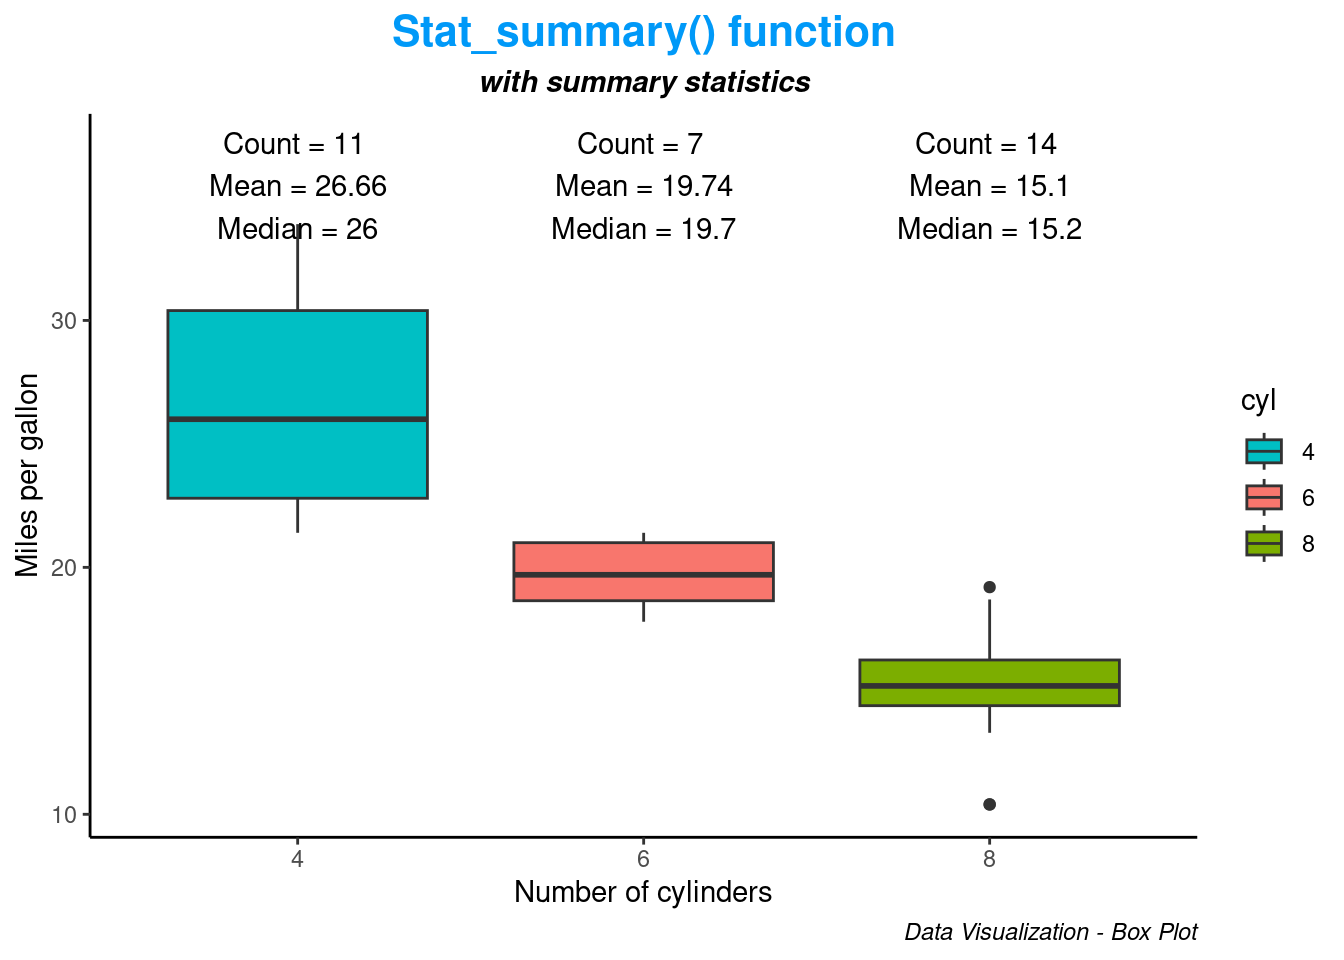 Stat_summary() function
with summary statistics
Count = 11
Mean = 26.66
Median = 26
Count = 7
Mean = 19.74
Median = 19.7
Count = 14
Mean = 15.1
Median = 15.2
Miles per gallon
30
20
10
4
6
8
Number of cylinders
cyl
4
6
8
Data Visualization - Box Plot